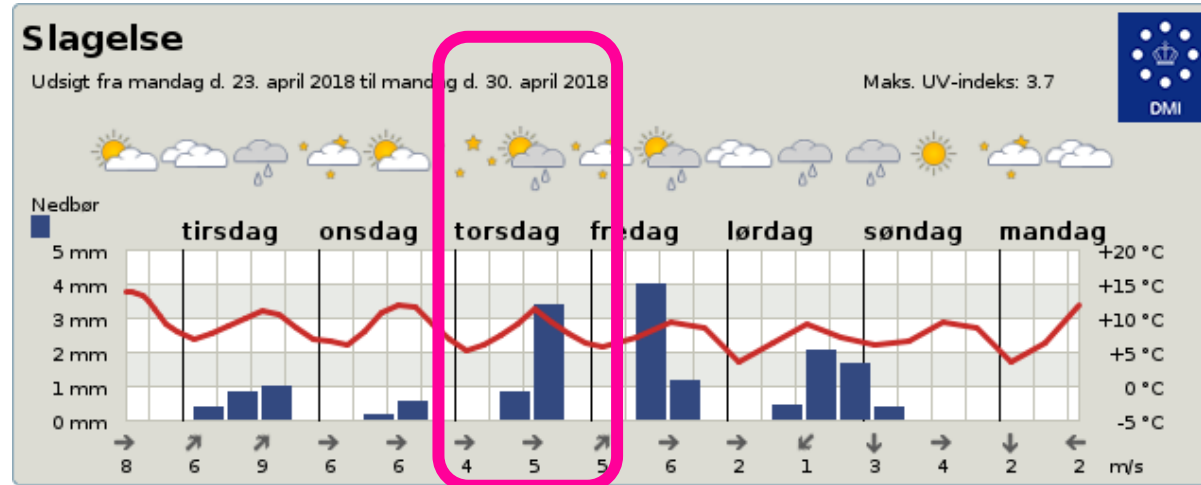 Slagelse
Udsigt fra mandag d. 23. april 2018 til mandag d. 30. april 2018
Maks. UV-indeks: 3.7
DMI
Nedbør
tirsdag onsdag torsdag fredag lørdag søndag mandag
5 mm +20 °C
4 mm +15 °C
3 mm +10 °C
2 mm +5 °C
1 mm 0 °C
0 mm -5 °C
8 6 9 6 6 4 5 5 6 2 1 3 4 2 2 m/s